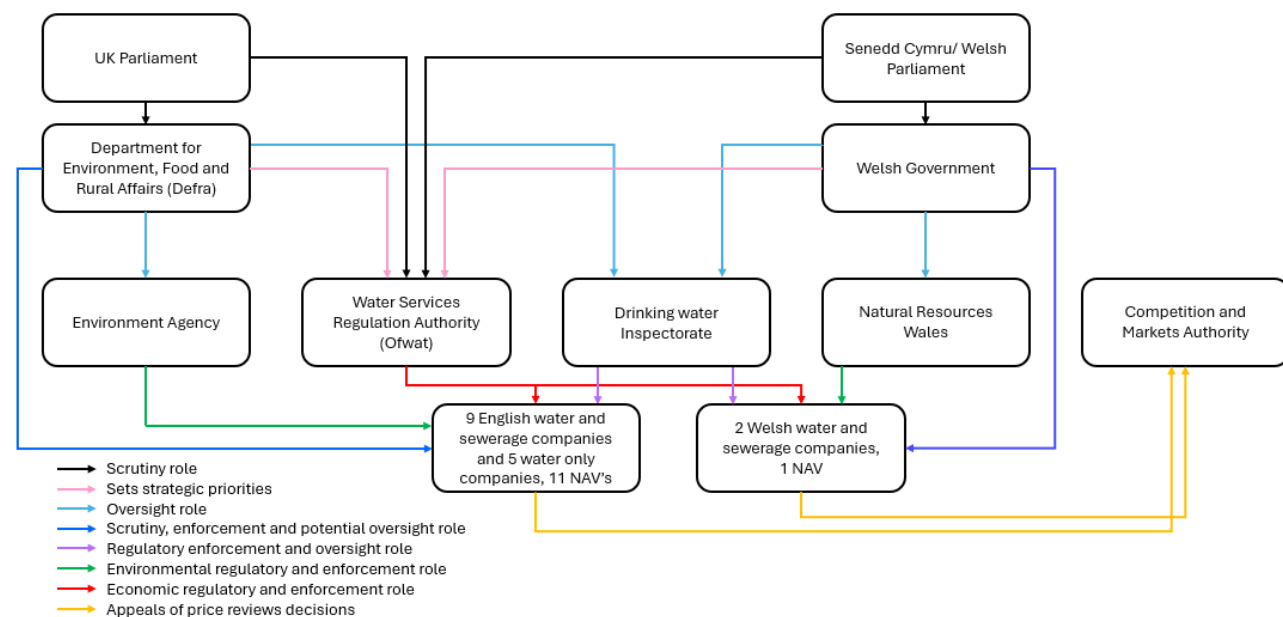 UK Parliament
Senedd Cymru/ Welsh
Parliament
Department for
Environment, Food and
Rural Affairs (Defra)
Welsh Government
Environment Agency
Water Services
Regulation Authority
(Ofwat)
Drinking water
Inspectorate
Natural Resources
Wales
Competition and
Markets Authority
9 English water and
sewerage companies
and 5 water only
companies, 11 NAV's
2 Welsh water and
sewerage companies,
1 NAV
Scrutiny role
Sets strategic priorities
Oversight role
Scrutiny, enforcement and potential oversight role
Regulatory enforcement and oversight role
Environmental regulatory and enforcement role
Economic regulatory and enforcement role
Appeals of price reviews decisions